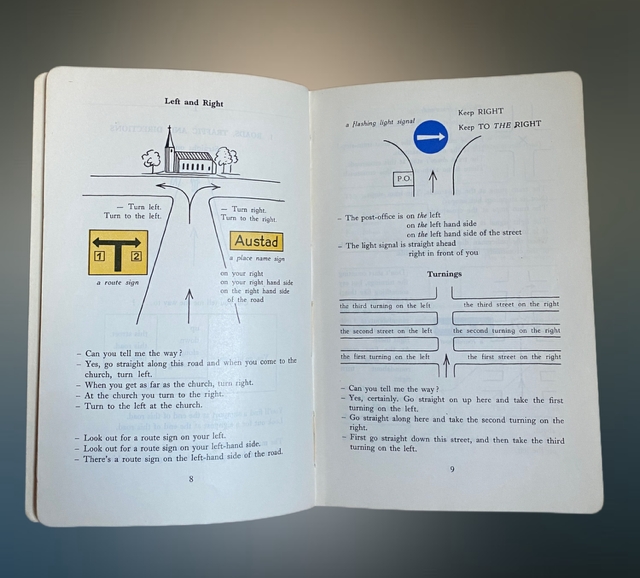 Left and Right
— Turn left.
Turn to the left.
— Turn right.
Turn to the right.
1 2
a route sign
Austad
a place name sign
on your right
on your right hand side
on the right hand side
of the road
– Can you tell me the way?
– Yes, go straight along this road and when you come to the
church, turn left.
– When you get as far as the church, turn right.
– At the church you turn to the right.
– Turn to the left at the church.
– Look out for a route sign on your left.
– Look out for a route sign on your left-hand side.
– There's a route sign on the left-hand side of the road.
8
a flashing light signal
Keep RIGHT
Keep TO THE RIGHT
P.O.
– The post-office is on the left
on the left hand side
on the left hand side of the street
– The light signal is straight ahead
right in front of you
Turnings
the third turning on the left
the third street on the right
the second street on the left
the second turning on the right
the first turning on the left
the first street on the right
– Can you tell me the way?
– Yes, certainly. Go straight on up here and take the first
turning on the left.
– Go straight along here and take the second turning on the
right.
– First go straight down this street, and then take the third
turning on the left.
9